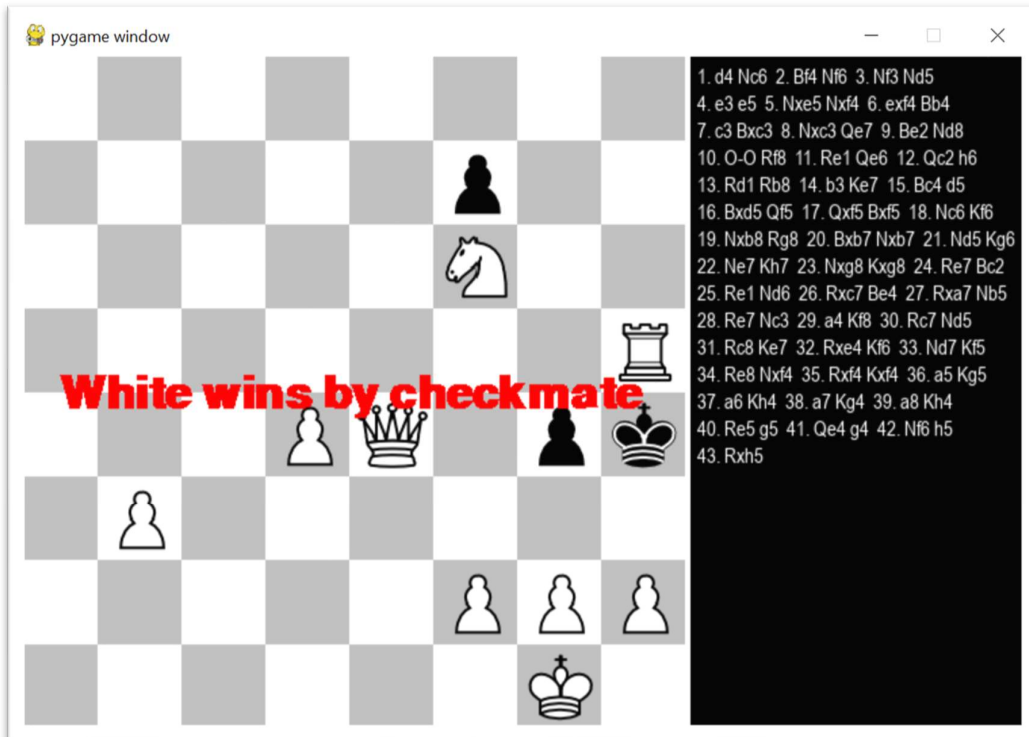 pygame window
1. d4 Nc6 2. Bf4 Nf6 3. Nf3 Nd5
4. e3 e5 5. Nxe5 Nxf4 6. exf4 Bb4
7. c3 Bxc3 8. Nxc3 Qe7 9. Be2 Nd8
10. O-O Rf8 11. Re1 Qe6 12. Qc2 h6
13. Rd1 Rb8 14. b3 Ke7 15. Bc4 d5
16. Bxd5 Qf5 17. Qxf5 Bxf5 18. Nc6 Kf6
19. Nxb8 Rg8 20. Bxb7 Nxb7 21. Nd5 Kg6
22. Ne7 Kh7 23. Nxg8 Kxg8 24. Re7 Bc2
25. Re1 Nd6 26. Rxc7 Be4 27. Rxa7 Nb5
28. Re7 Nc3 29. a4 Kf8 30. Rc7 Nd5
31. Rc8 Ke7 32. Rxe4 Kf6 33. Nd7 Kf5
34. Re8 Nxf4 35. Rxf4 Kxf4 36. a5 Kg5
37. a6 Kh4 38. a7 Kg4 39. a8 Kh4
40. Re5 g5 41. Qe4 g4 42. Nf6 h5
43. Rxh5
White wins by checkmate